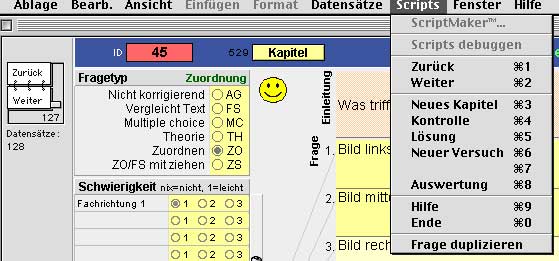 Ablage Bearb. Ansicht Einfügen Format Datensätze Scripts Fenster Hilfe
ScriptMaker™...
Scripts debuggen
Zurück ⌘1
Weiter ⌘2
Neues Kapitel ⌘3
Kontrolle ⌘4
Lösung ⌘5
Neuer Versuch ⌘6
⌘7
Auswertung ⌘8
Hilfe ⌘9
Ende ⌘0
Frage duplizieren
Zurück
Weiter
127
Datensätze:
128
ID 45 529 Kapitel
Fragetyp Zuordnung
Nicht korrigierend AG
Vergleicht Text FS
Multiple choice MC
Theorie TH
Zuordnen ZO
ZO/FS mit ziehen ZS
Schwierigkeit nix=nicht, 1=leicht
Fachrichtung 1 1 2 3
1 2 3
1 2 3
1 2 3
Einleitung
Was triff
Frage
1. Bild links
2. Bild mitte
3. Bild rech